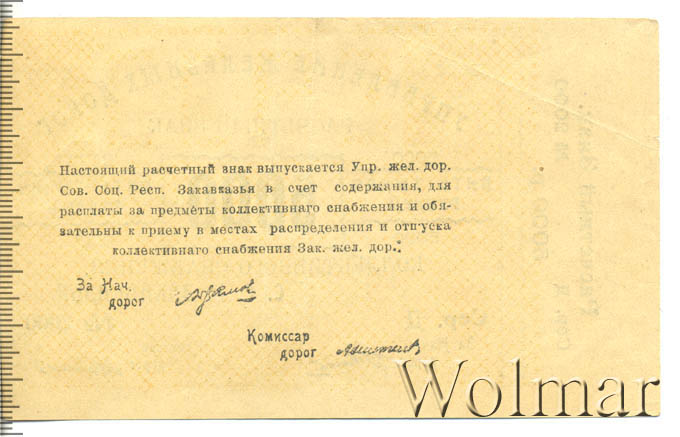 Настоящий расчетный знак выпускается Упр. жел. дор.
Сов. Соц. Респ. Закавказья в счет содержания, для
расплаты за предметы коллективнаго снабжения и обя-
зательны к приему в местах распределения и отпуска
коллективнаго снабжения Зак. жел. дор.
За Нач.
дорог
Комиссар
дорог
Wolmar